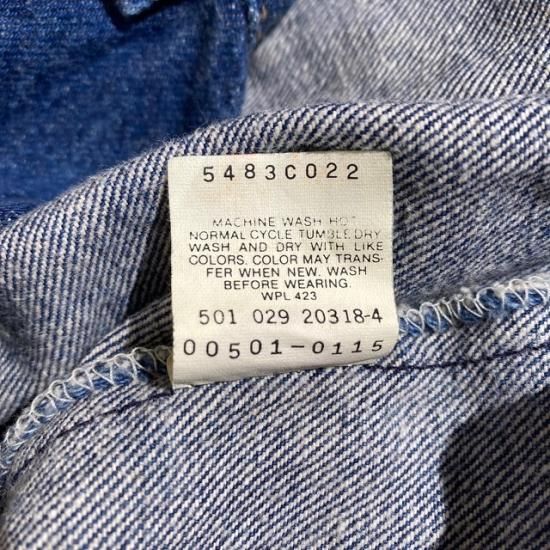 5483C022
MACHINE WASH HOT
NORMAL CYCLE TUMBLE DRY
WASH AND DRY WITH LIKE
COLORS. COLOR MAY TRANS-
FER WHEN NEW. WASH
BEFORE WEARING.
WPL 423
501 029 20318-4
00501-0115